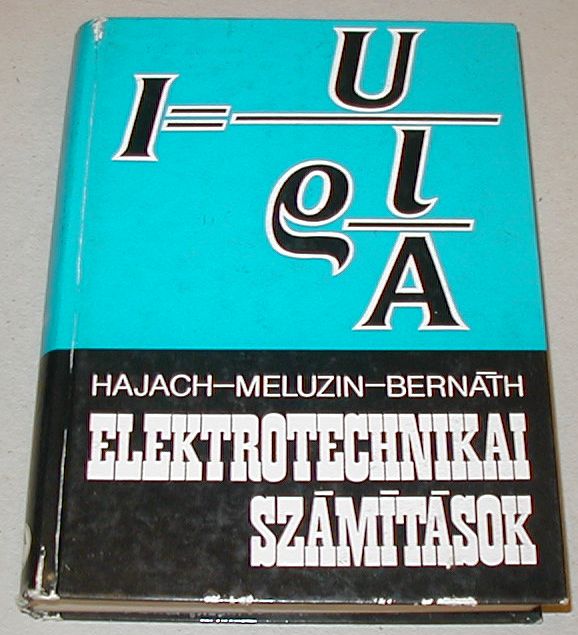 I = U
ϱ l
A
HAJACH–MELUZIN–BERNÁTH
ELEKTROTECHNIKAI
SZÁMÍTÁSOK